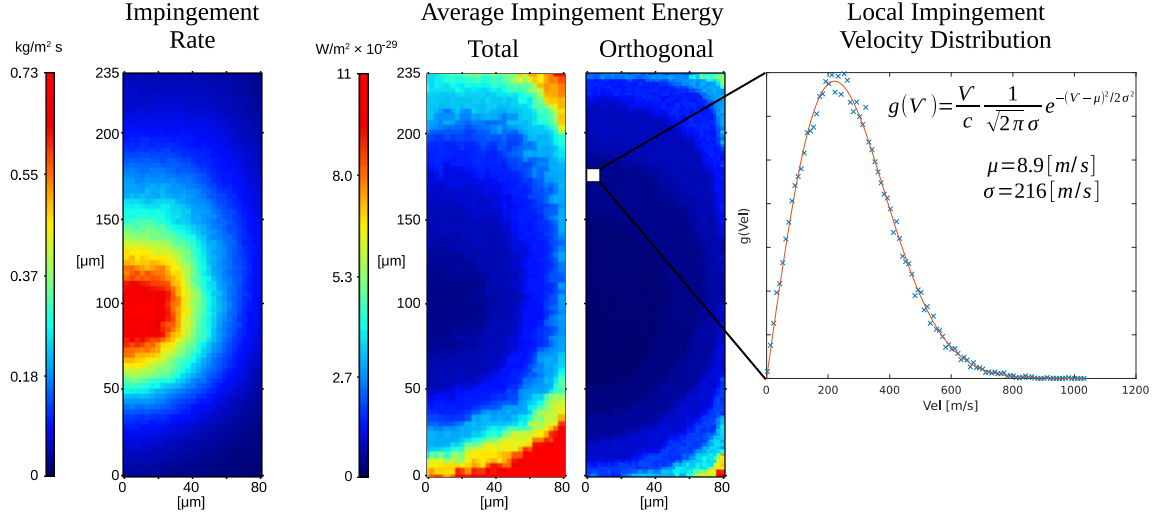 Impingement
Rate
Average Impingement Energy
Total
Orthogonal
Local Impingement
Velocity Distribution
kg/m² s
0.73
0.55
0.37
0.18
0
235
200
150
[µm]
100
50
0
0
40
80
[µm]
W/m² × 10-29
11
8.0
5.3
2.7
0
235
200
150
[µm]
100
50
0
0
40
80
[µm]
0
40
80
[µm]
g(V)=V/c 1/√2π σ e^-(V-µ)²/2σ²
µ=8.9[m/s]
σ=216[m/s]
g(Vel)
0
200
400
600
800
1000
1200
Vel [m/s]